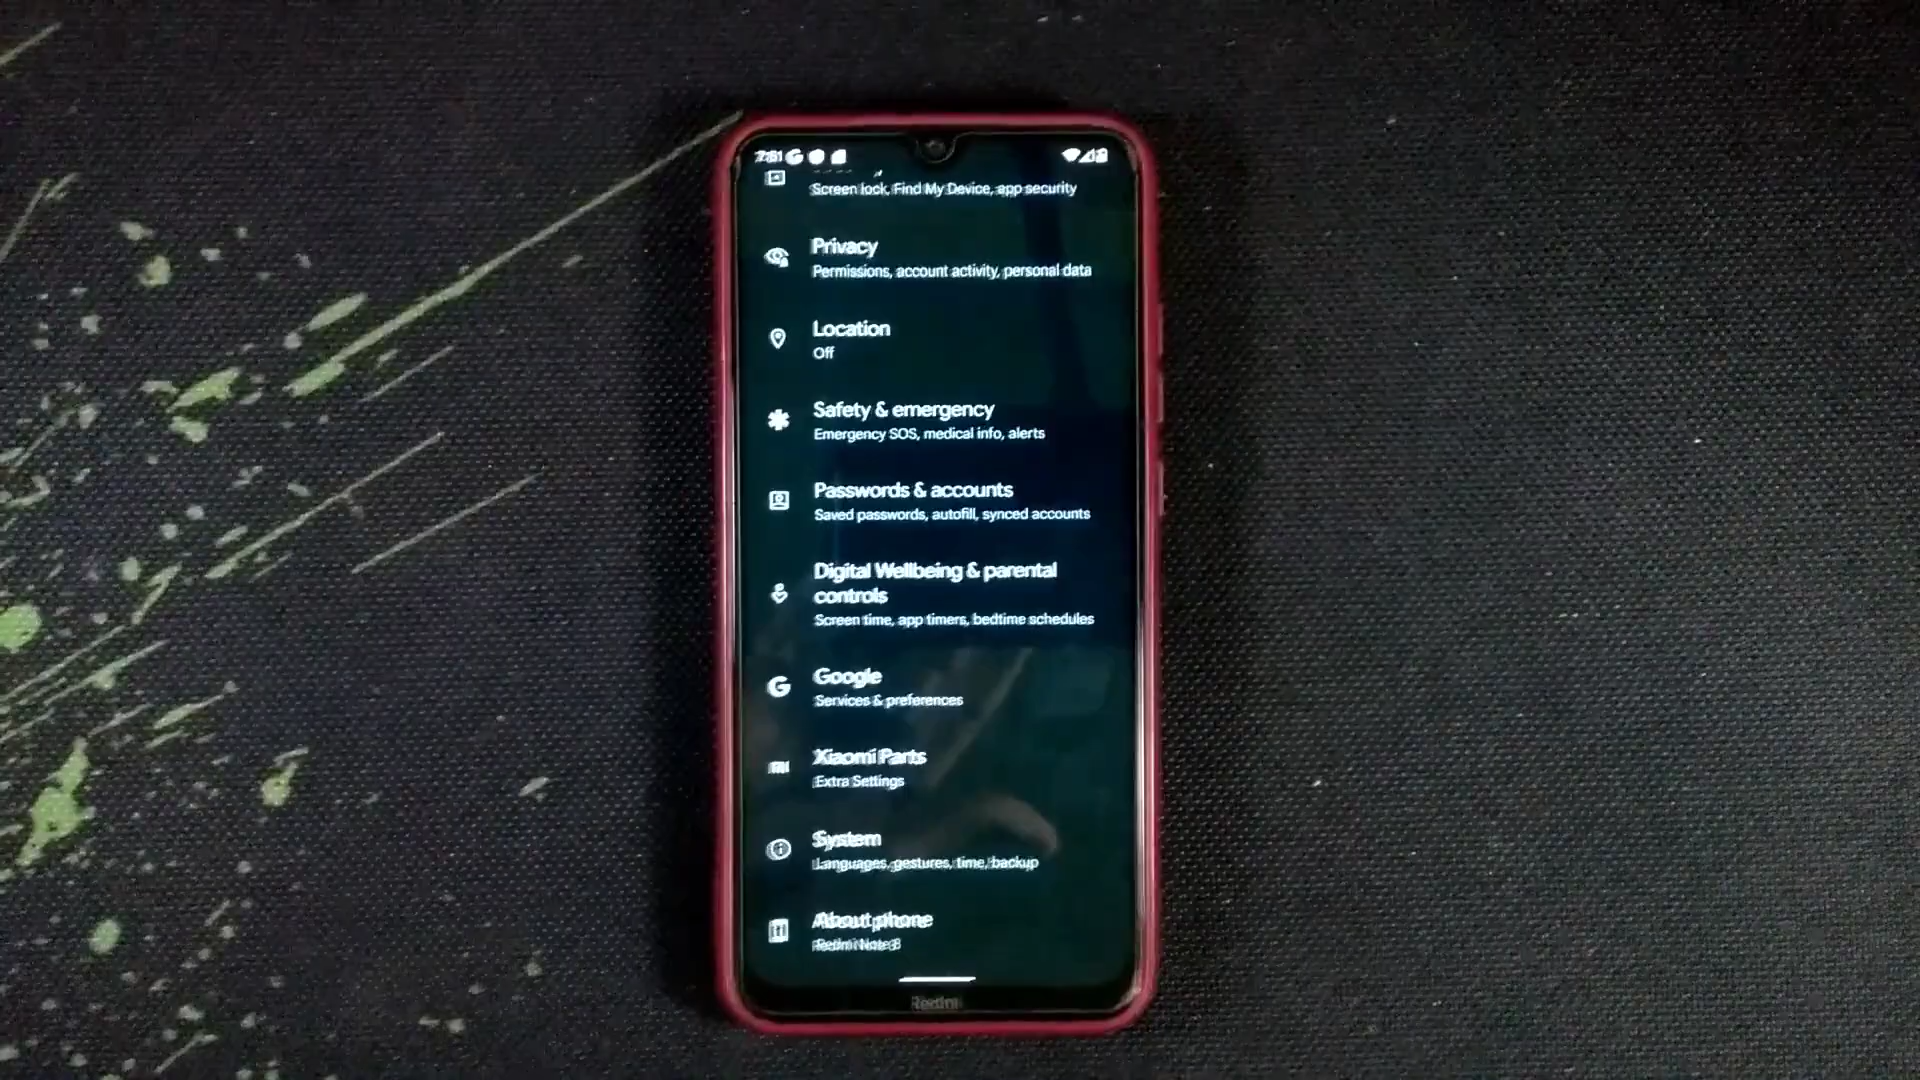 Screen lock, Find My Device, app security
Privacy
Permissions, account activity, personal data
Location
Off
Safety & emergency
Emergency SOS, medical info, alerts
Passwords & accounts
Saved passwords, autofill, synced accounts
Digital Wellbeing & parental
controls
Screen time, app timers, bedtime schedules
Google
Services & preferences
Xiaomi Parts
Extra Settings
System
Languages, gestures, time, backup
About phone
Redmi Note 8
Redmi